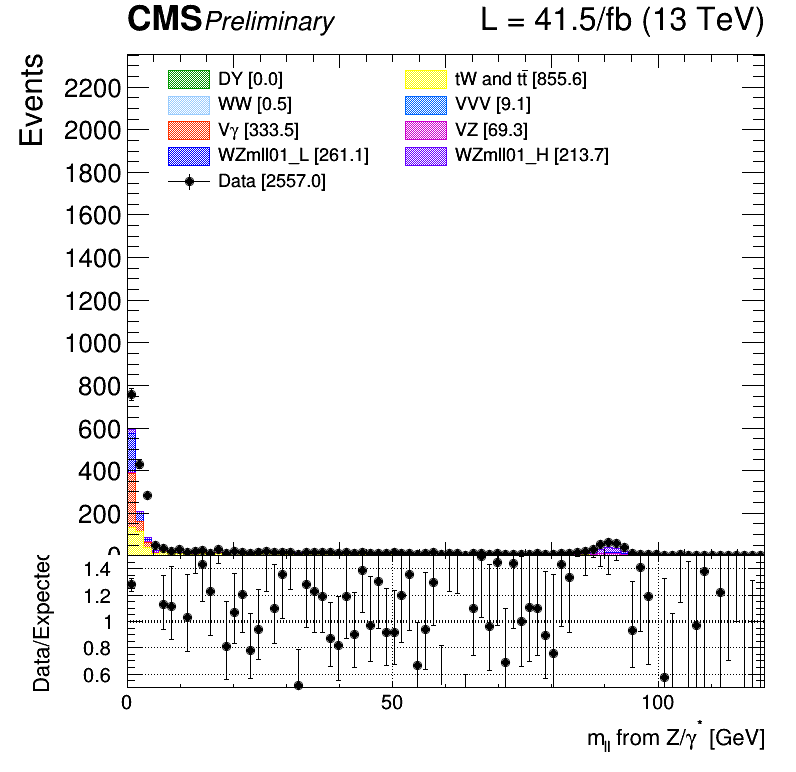 CMS Preliminary L = 41.5/fb (13 TeV)
Events
2200
2000
1800
1600
1400
1200
1000
800
600
400
200
0
DY [0.0] tW and tt̄ [855.6]
WW [0.5] VVV [9.1]
Vγ [333.5] VZ [69.3]
WZmll01_L [261.1] WZmll01_H [213.7]
Data [2557.0]
Data/Expected
1.4
1.2
1
0.8
0.6
0 50 100
m_ll from Z/γ* [GeV]